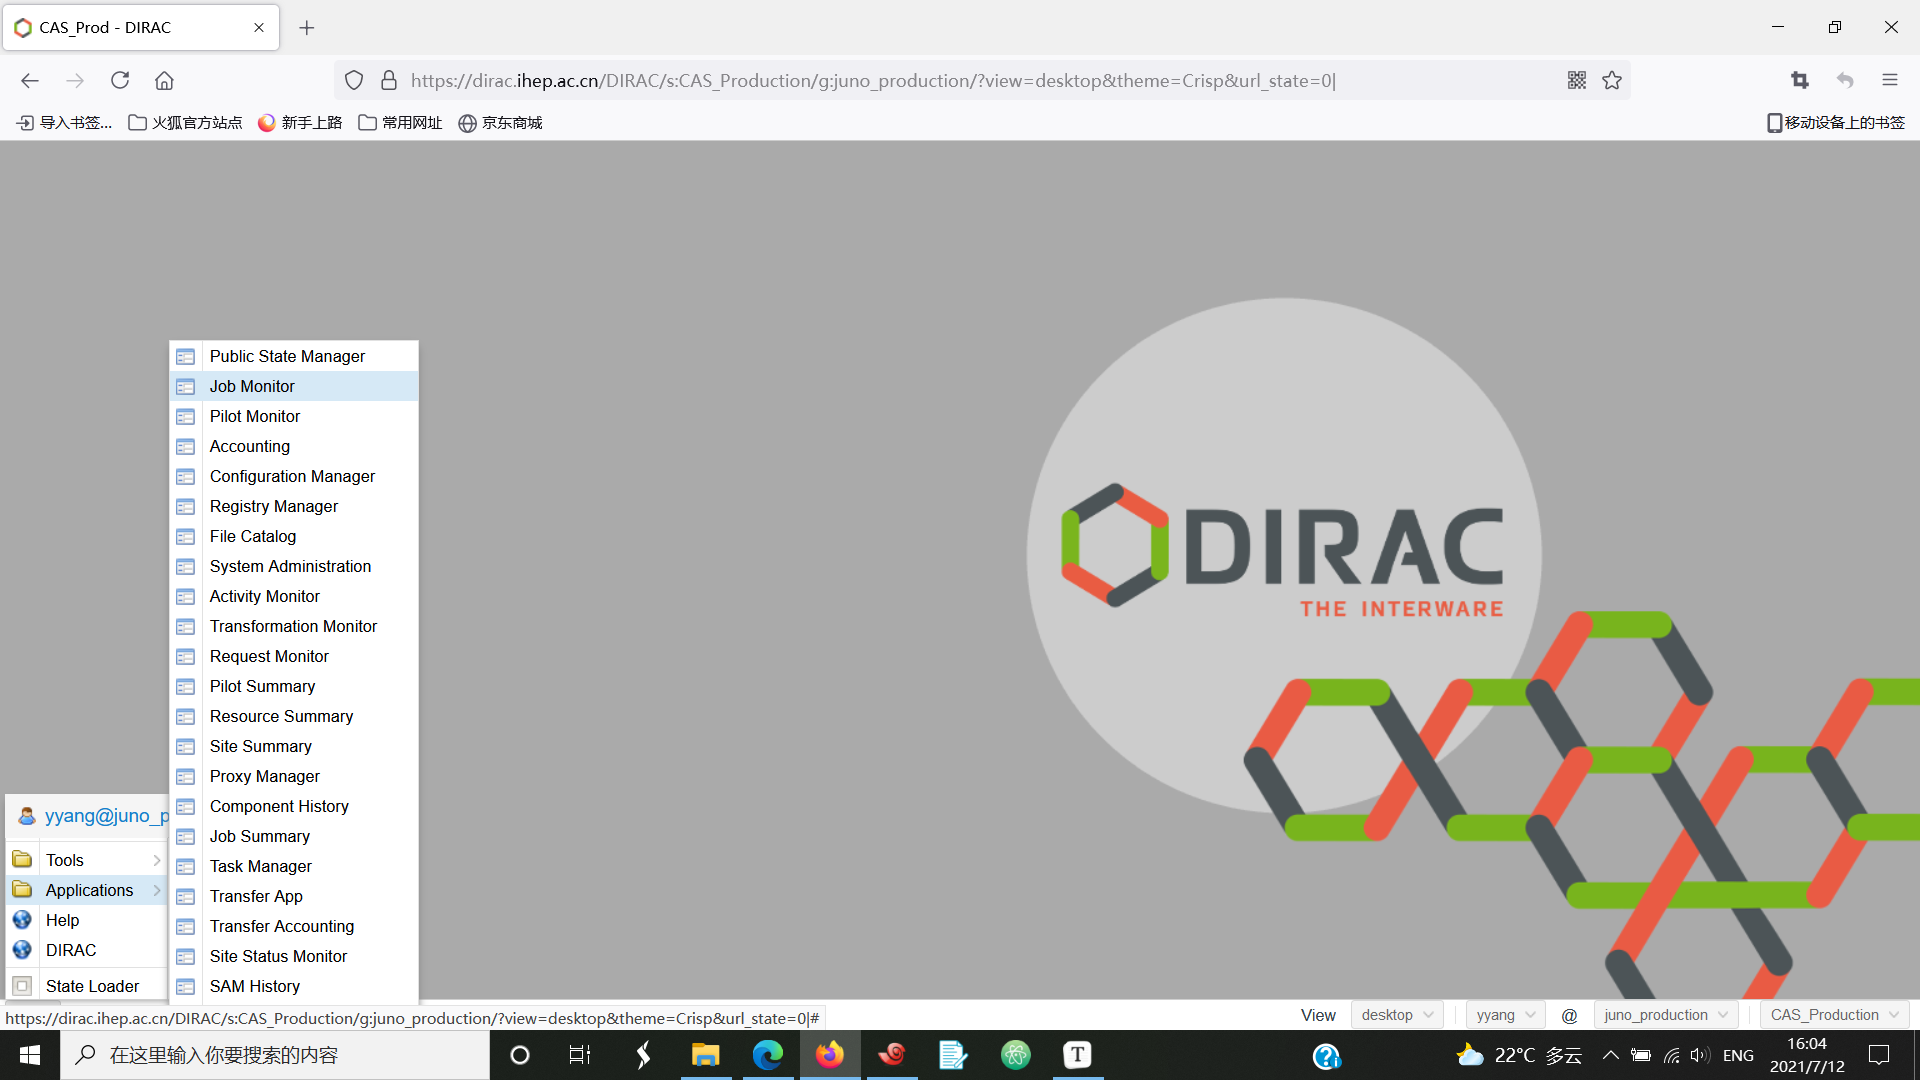 CAS_Prod - DIRAC
https://dirac.ihep.ac.cn/DIRAC/s:CAS_Production/g:juno_production/?view=desktop&theme=Crisp&url_state=0|
导入书签... 火狐官方站点 新手上路 常用网址 京东商城 移动设备上的书签
Public State Manager
Job Monitor
Pilot Monitor
Accounting
Configuration Manager
Registry Manager
File Catalog
System Administration
Activity Monitor
Transformation Monitor
Request Monitor
Pilot Summary
Resource Summary
Site Summary
Proxy Manager
Component History
Job Summary
Task Manager
Transfer App
Transfer Accounting
Site Status Monitor
SAM History
DIRAC
THE INTERWARE
yyang@juno_p
Tools
Applications
Help
DIRAC
State Loader
https://dirac.ihep.ac.cn/DIRAC/s:CAS_Production/g:juno_production/?view=desktop&theme=Crisp&url_state=0|#
View desktop yyang @ juno_production CAS_Production
在这里输入你要搜索的内容
T
22°C 多云
ENG
16:04
2021/7/12